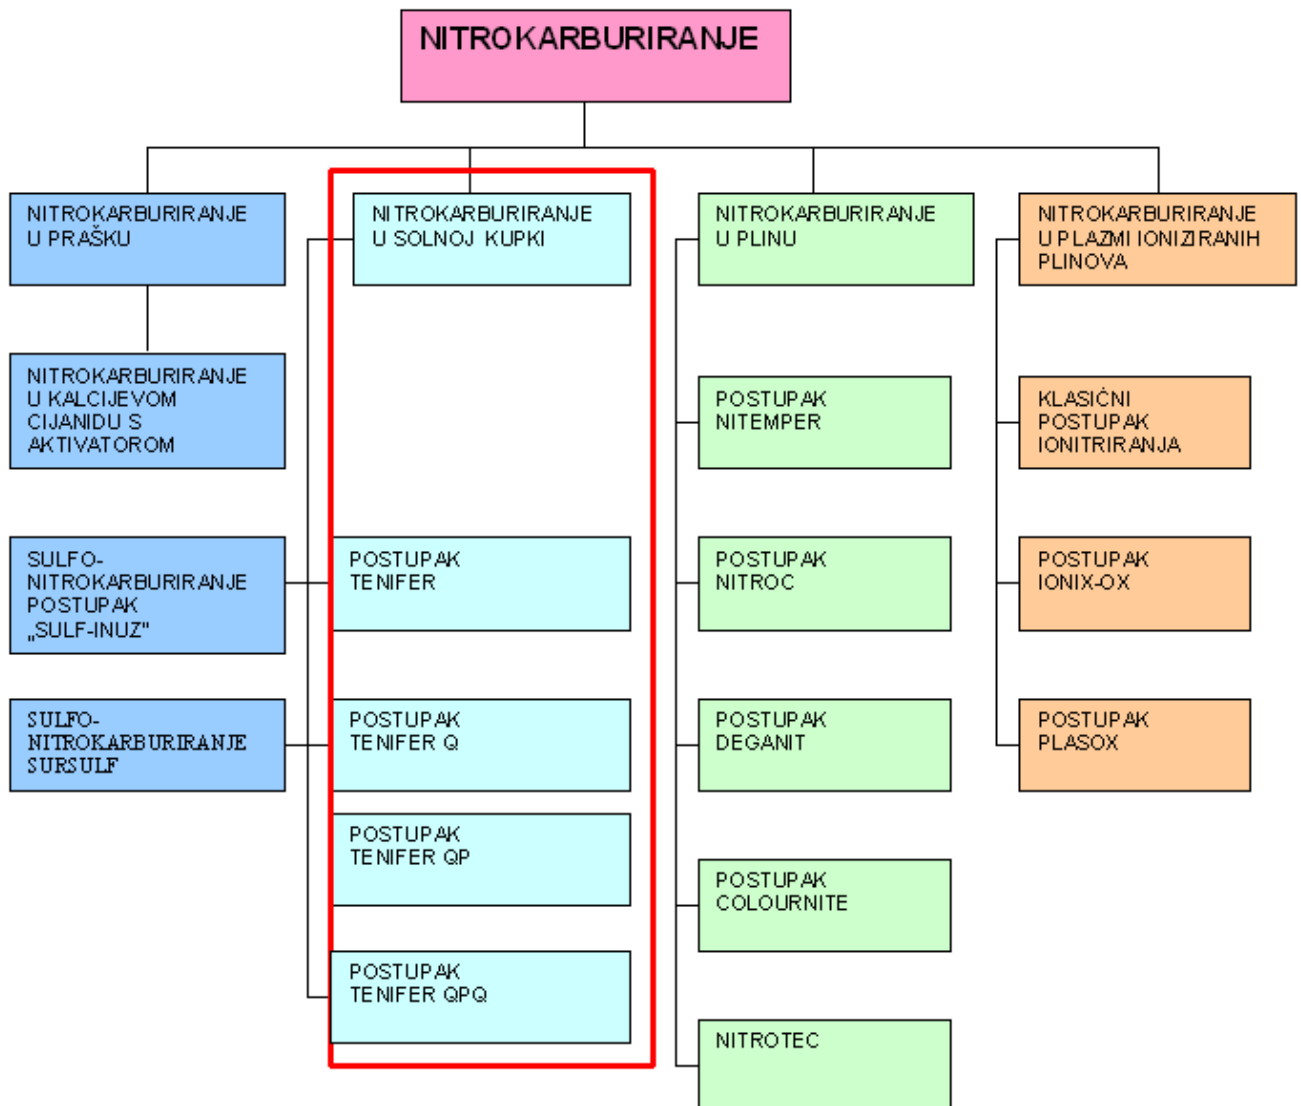 NITROKARBURIRANJE
NITROKARBURIRANJE
U PRAŠKU
NITROKARBURIRANJE
U SOLNOJ KUPKI
NITROKARBURIRANJE
U PLINU
NITROKARBURIRANJE
U PLAZMI IONIZIRANIH
PLINOVA
NITROKARBURIRANJE
U KALCIJEVOM
CIJANIDU S
AKTIVATOROM
POSTUPAK
NITEMPER
KLASIČNI
POSTUPAK
IONITRIRANJA
SULFO-
NITROKARBURIRANJE
POSTUPAK
„SULF-INUZ"
POSTUPAK
TENIFER
POSTUPAK
NITROC
POSTUPAK
IONIX-OX
SULFO-
NITROKARBURIRANJE
SURSULF
POSTUPAK
TENIFER Q
POSTUPAK
DEGANIT
POSTUPAK
PLASOX
POSTUPAK
TENIFER QP
POSTUPAK
COLOURNITE
POSTUPAK
TENIFER QPQ
NITROTEC